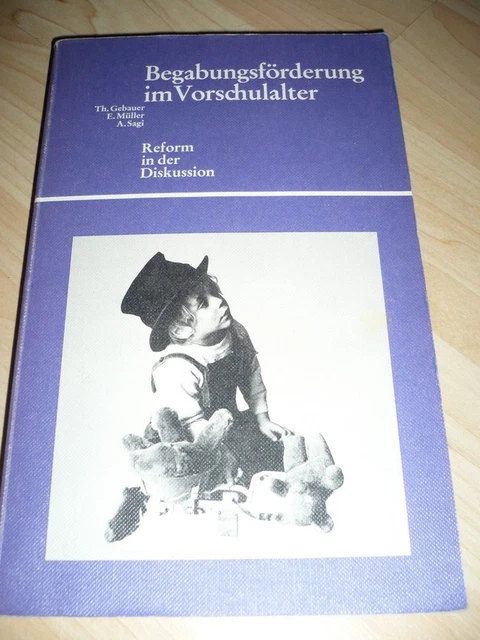 Begabungsförderung
im Vorschulalter
Th. Gebauer
E. Müller
A. Sagi
Reform
in der
Diskussion